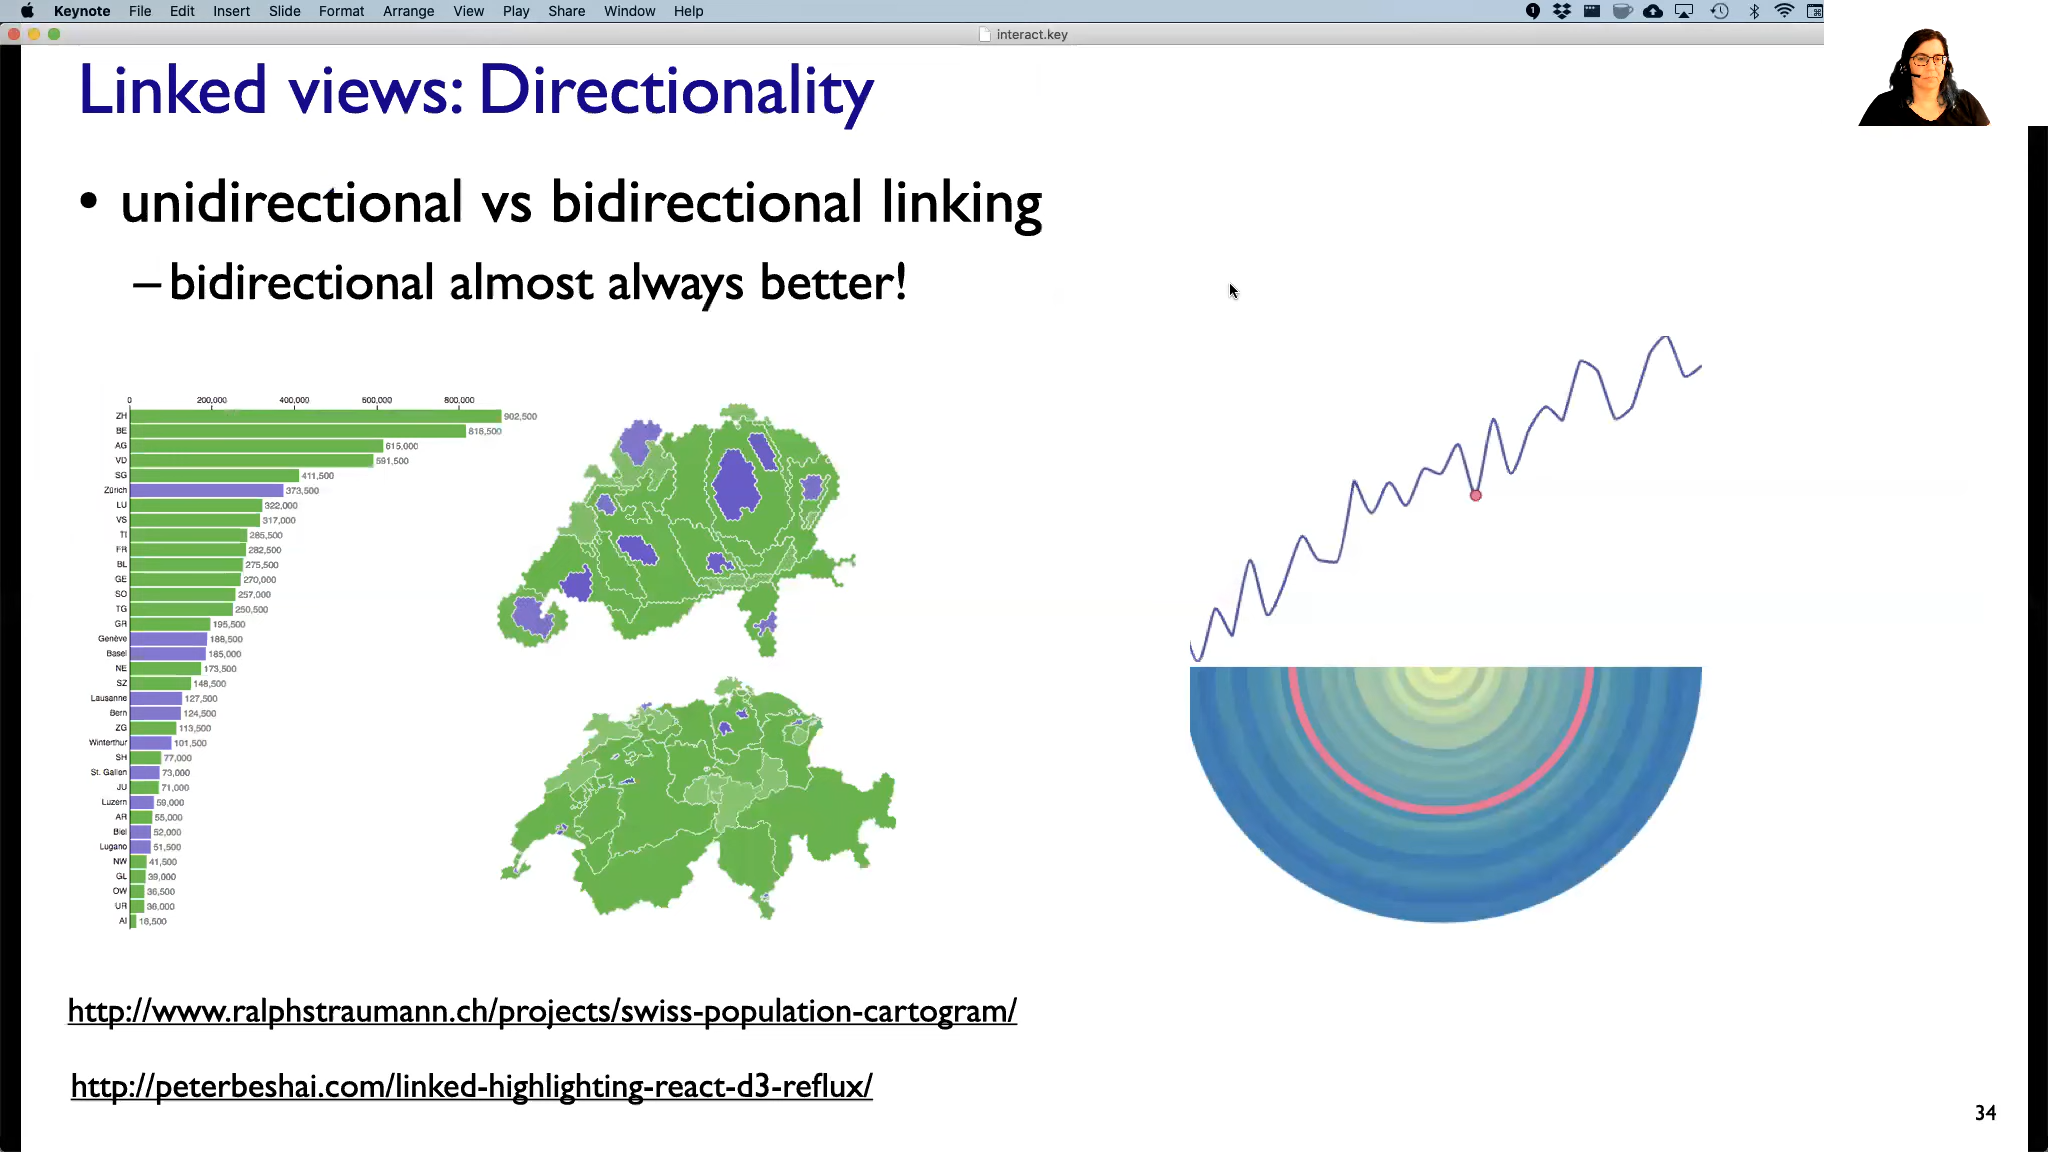 Keynote File Edit Insert Slide Format Arrange View Play Share Window Help
interact.key
Linked views: Directionality
• unidirectional vs bidirectional linking
– bidirectional almost always better!
0 200,000 400,000 600,000 800,000
ZH 902,500
BE 818,500
AG 615,000
VD 591,500
SG 411,500
Zürich 373,500
LU 322,000
VS 317,000
TI 285,500
FR 282,500
BL 275,500
GE 270,000
SO 257,000
TG 250,500
GR 195,500
Genève 188,500
Basel 185,000
NE 173,500
SZ 148,500
Lausanne 127,500
Bern 124,500
ZG 113,500
Winterthur 101,500
SH 77,000
St. Gallen 73,000
JU 71,000
Luzern 59,000
AR 55,000
Biel 52,000
Lugano 51,500
NW 41,500
GL 39,000
OW 36,500
UR 36,000
AI 16,500
http://www.ralphstraumann.ch/projects/swiss-population-cartogram/
http://peterbeshai.com/linked-highlighting-react-d3-reflux/
34